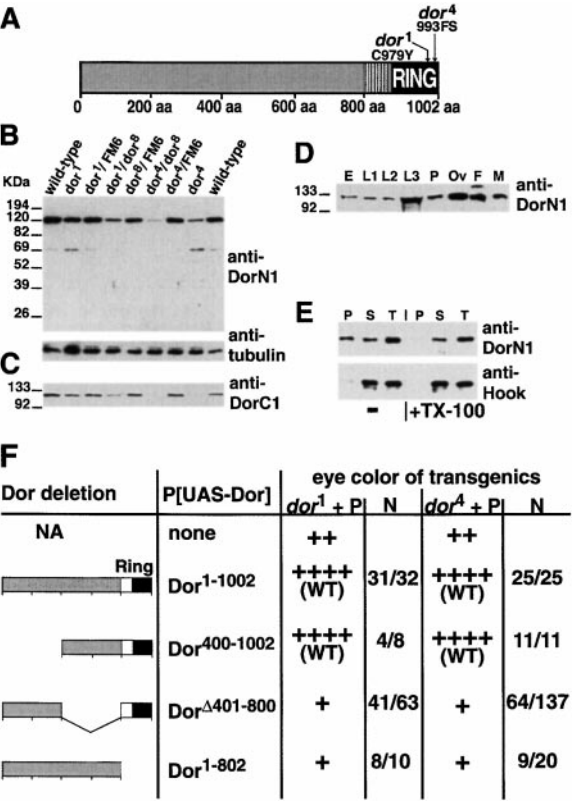 A
dor4
993FS
dor1
C979Y
RING
0 200 aa 400 aa 600 aa 800 aa 1002 aa
B
wild-type dor1 dor1/FM6 dor1/dor8 dor8/FM6 dor4/dor8 dor4/FM6 dor4 wild-type
KDa
194
120
82
69
52
39
26
anti-
DorN1
anti-
tubulin
C
133
92
anti-
DorC1
D
E L1 L2 L3 P Ov F M
133
92
anti-
DorN1
E
P S T | P S T
anti-
DorN1
anti-
Hook
- |+TX-100
F
eye color of transgenics
Dor deletion P[UAS-Dor] dor1 + P N dor4 + P N
NA none ++ ++
Ring
Dor1-1002 ++++ (WT) 31/32 ++++ (WT) 25/25
Dor400-1002 ++++ (WT) 4/8 ++++ (WT) 11/11
DorΔ401-800 + 41/63 + 64/137
Dor1-802 + 8/10 + 9/20